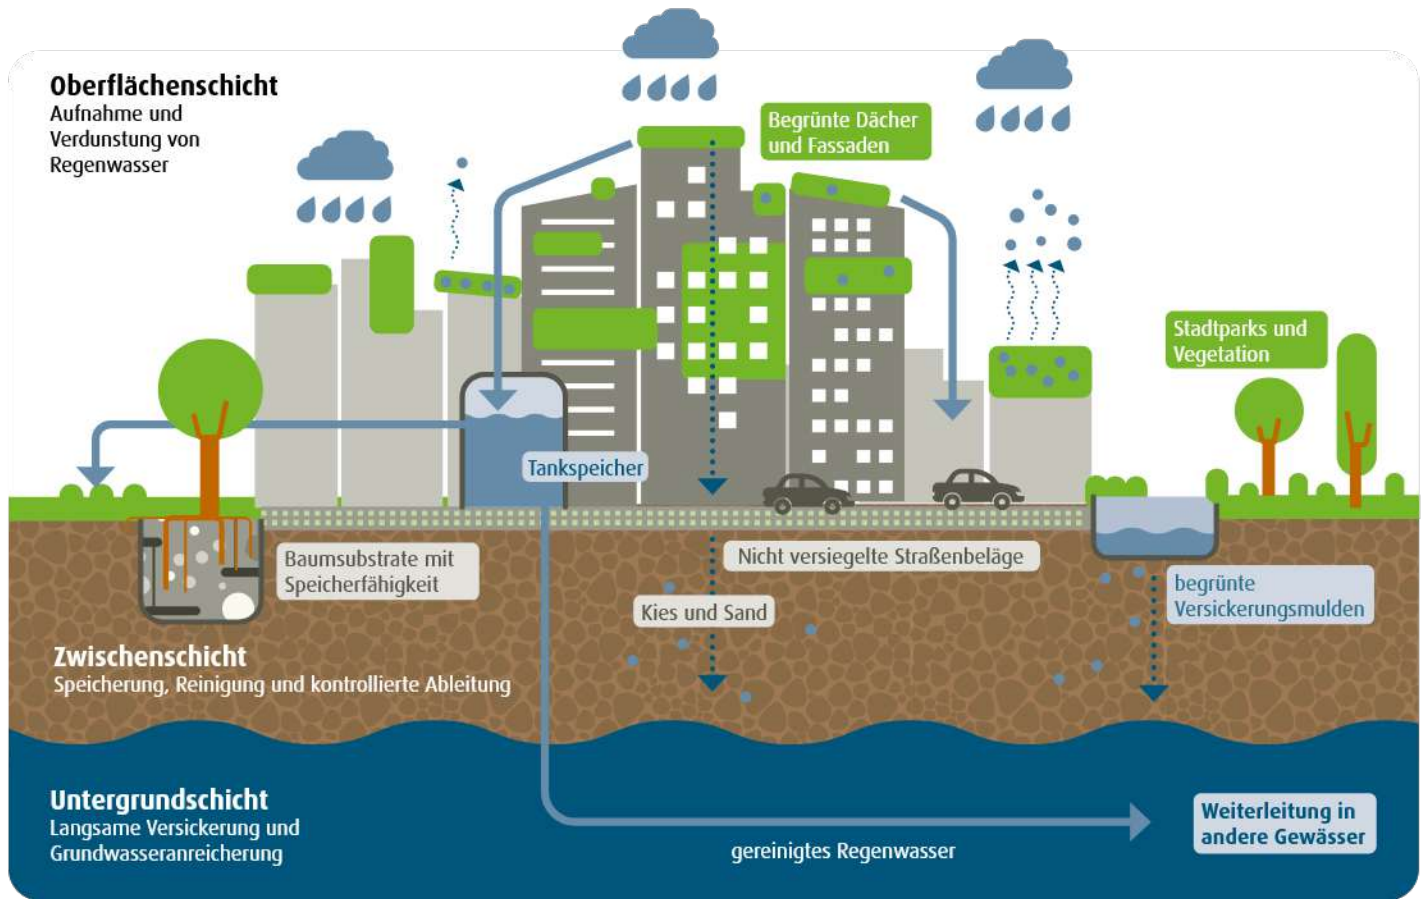 Oberflächenschicht
Aufnahme und
Verdunstung von
Regenwasser
Begrünte Dächer
und Fassaden
Stadtparks und
Vegetation
Tankspeicher
Baumsubstrate mit
Speicherfähigkeit
Nicht versiegelte Straßenbeläge
Kies und Sand
begrünte
Versickerungsmulden
Zwischenschicht
Speicherung, Reinigung und kontrollierte Ableitung
Untergrundschicht
Langsame Versickerung und
Grundwasseranreicherung
gereinigtes Regenwasser
Weiterleitung in
andere Gewässer